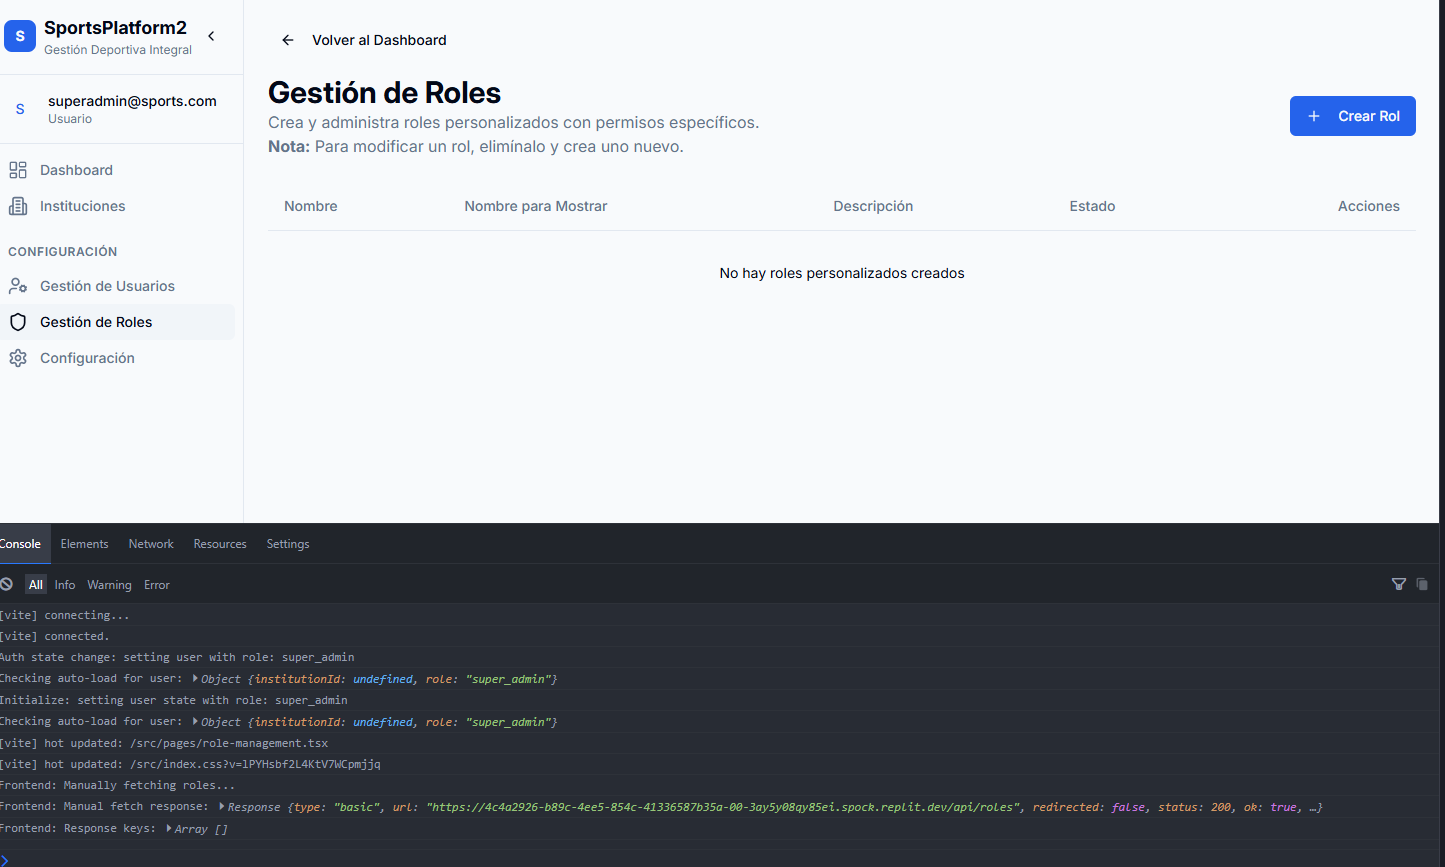 S
SportsPlatform2
Gestión Deportiva Integral
S
superadmin@sports.com
Usuario
Dashboard
Instituciones
CONFIGURACIÓN
Gestión de Usuarios
Gestión de Roles
Configuración
Volver al Dashboard
Gestión de Roles
Crea y administra roles personalizados con permisos específicos.
Nota: Para modificar un rol, elimínalo y crea uno nuevo.
+ Crear Rol
Nombre Nombre para Mostrar Descripción Estado Acciones
No hay roles personalizados creados
Console Elements Network Resources Settings
All Info Warning Error
[vite] connecting...
[vite] connected.
Auth state change: setting user with role: super_admin
Checking auto-load for user: Object {institutionId: undefined, role: "super_admin"}
Initialize: setting user state with role: super_admin
Checking auto-load for user: Object {institutionId: undefined, role: "super_admin"}
[vite] hot updated: /src/pages/role-management.tsx
[vite] hot updated: /src/index.css?v=lPYHsbf2L4KtV7WCpmjjq
Frontend: Manually fetching roles...
Frontend: Manual fetch response: Response {type: "basic", url: "https://4c4a2926-b89c-4ee5-854c-41336587b35a-00-3ay5y08qy85ei.spock.replit.dev/api/roles", redirected: false, status: 200, ok: true, …}
Frontend: Response keys: Array []